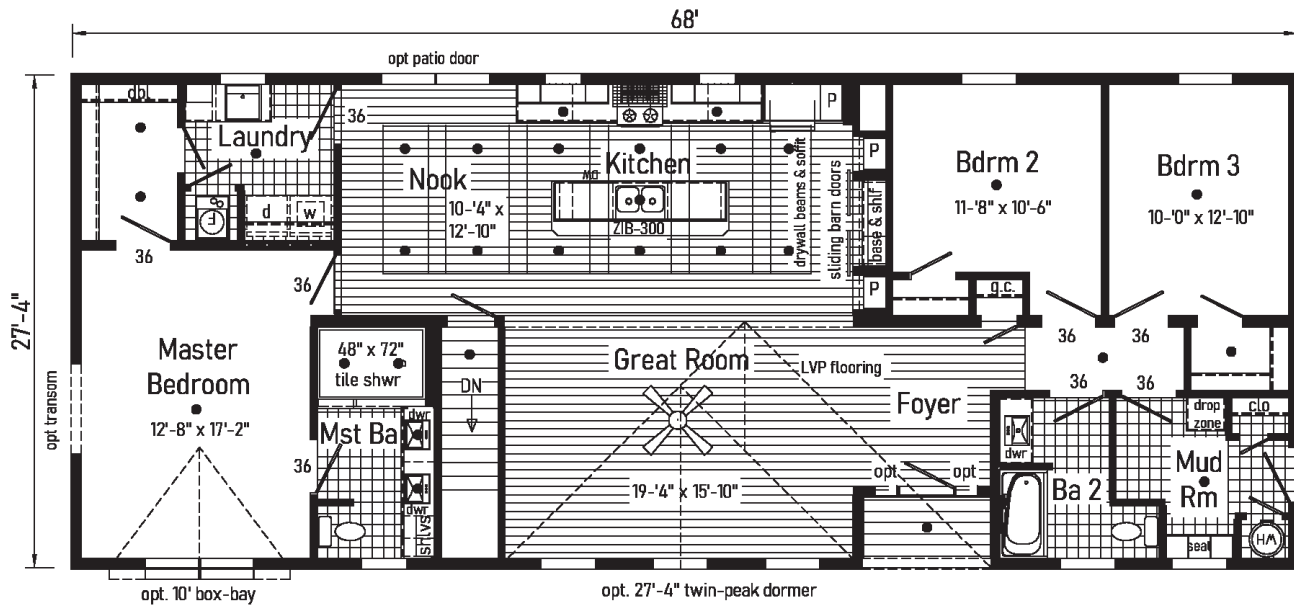 68'
opt patio door
27'-4"
opt transom
db.
Laundry
36
F
d
w
36
36
Nook
10-'4" x
12'-10"
Kitchen
DW
ZIB-300
drywall beams & soffit
sliding barn doors
P
P
base & shlf
P
Bdrm 2
11-'8" x 10'-6"
Bdrm 3
10-'0" x 12'-10"
Master
Bedroom
12'-8" x 17'-2"
48" x 72"
tile shwr
dwr
Mst Ba
36
dwr
shlvs
DN
Great Room
LVP flooring
19-'4" x 15'-10"
Foyer
opt
opt
g.c.
36
36
36
36
dwr
Ba 2
drop
zone
clo
Mud
Rm
seat
WH
opt. 10' box-bay
opt. 27'-4" twin-peak dormer